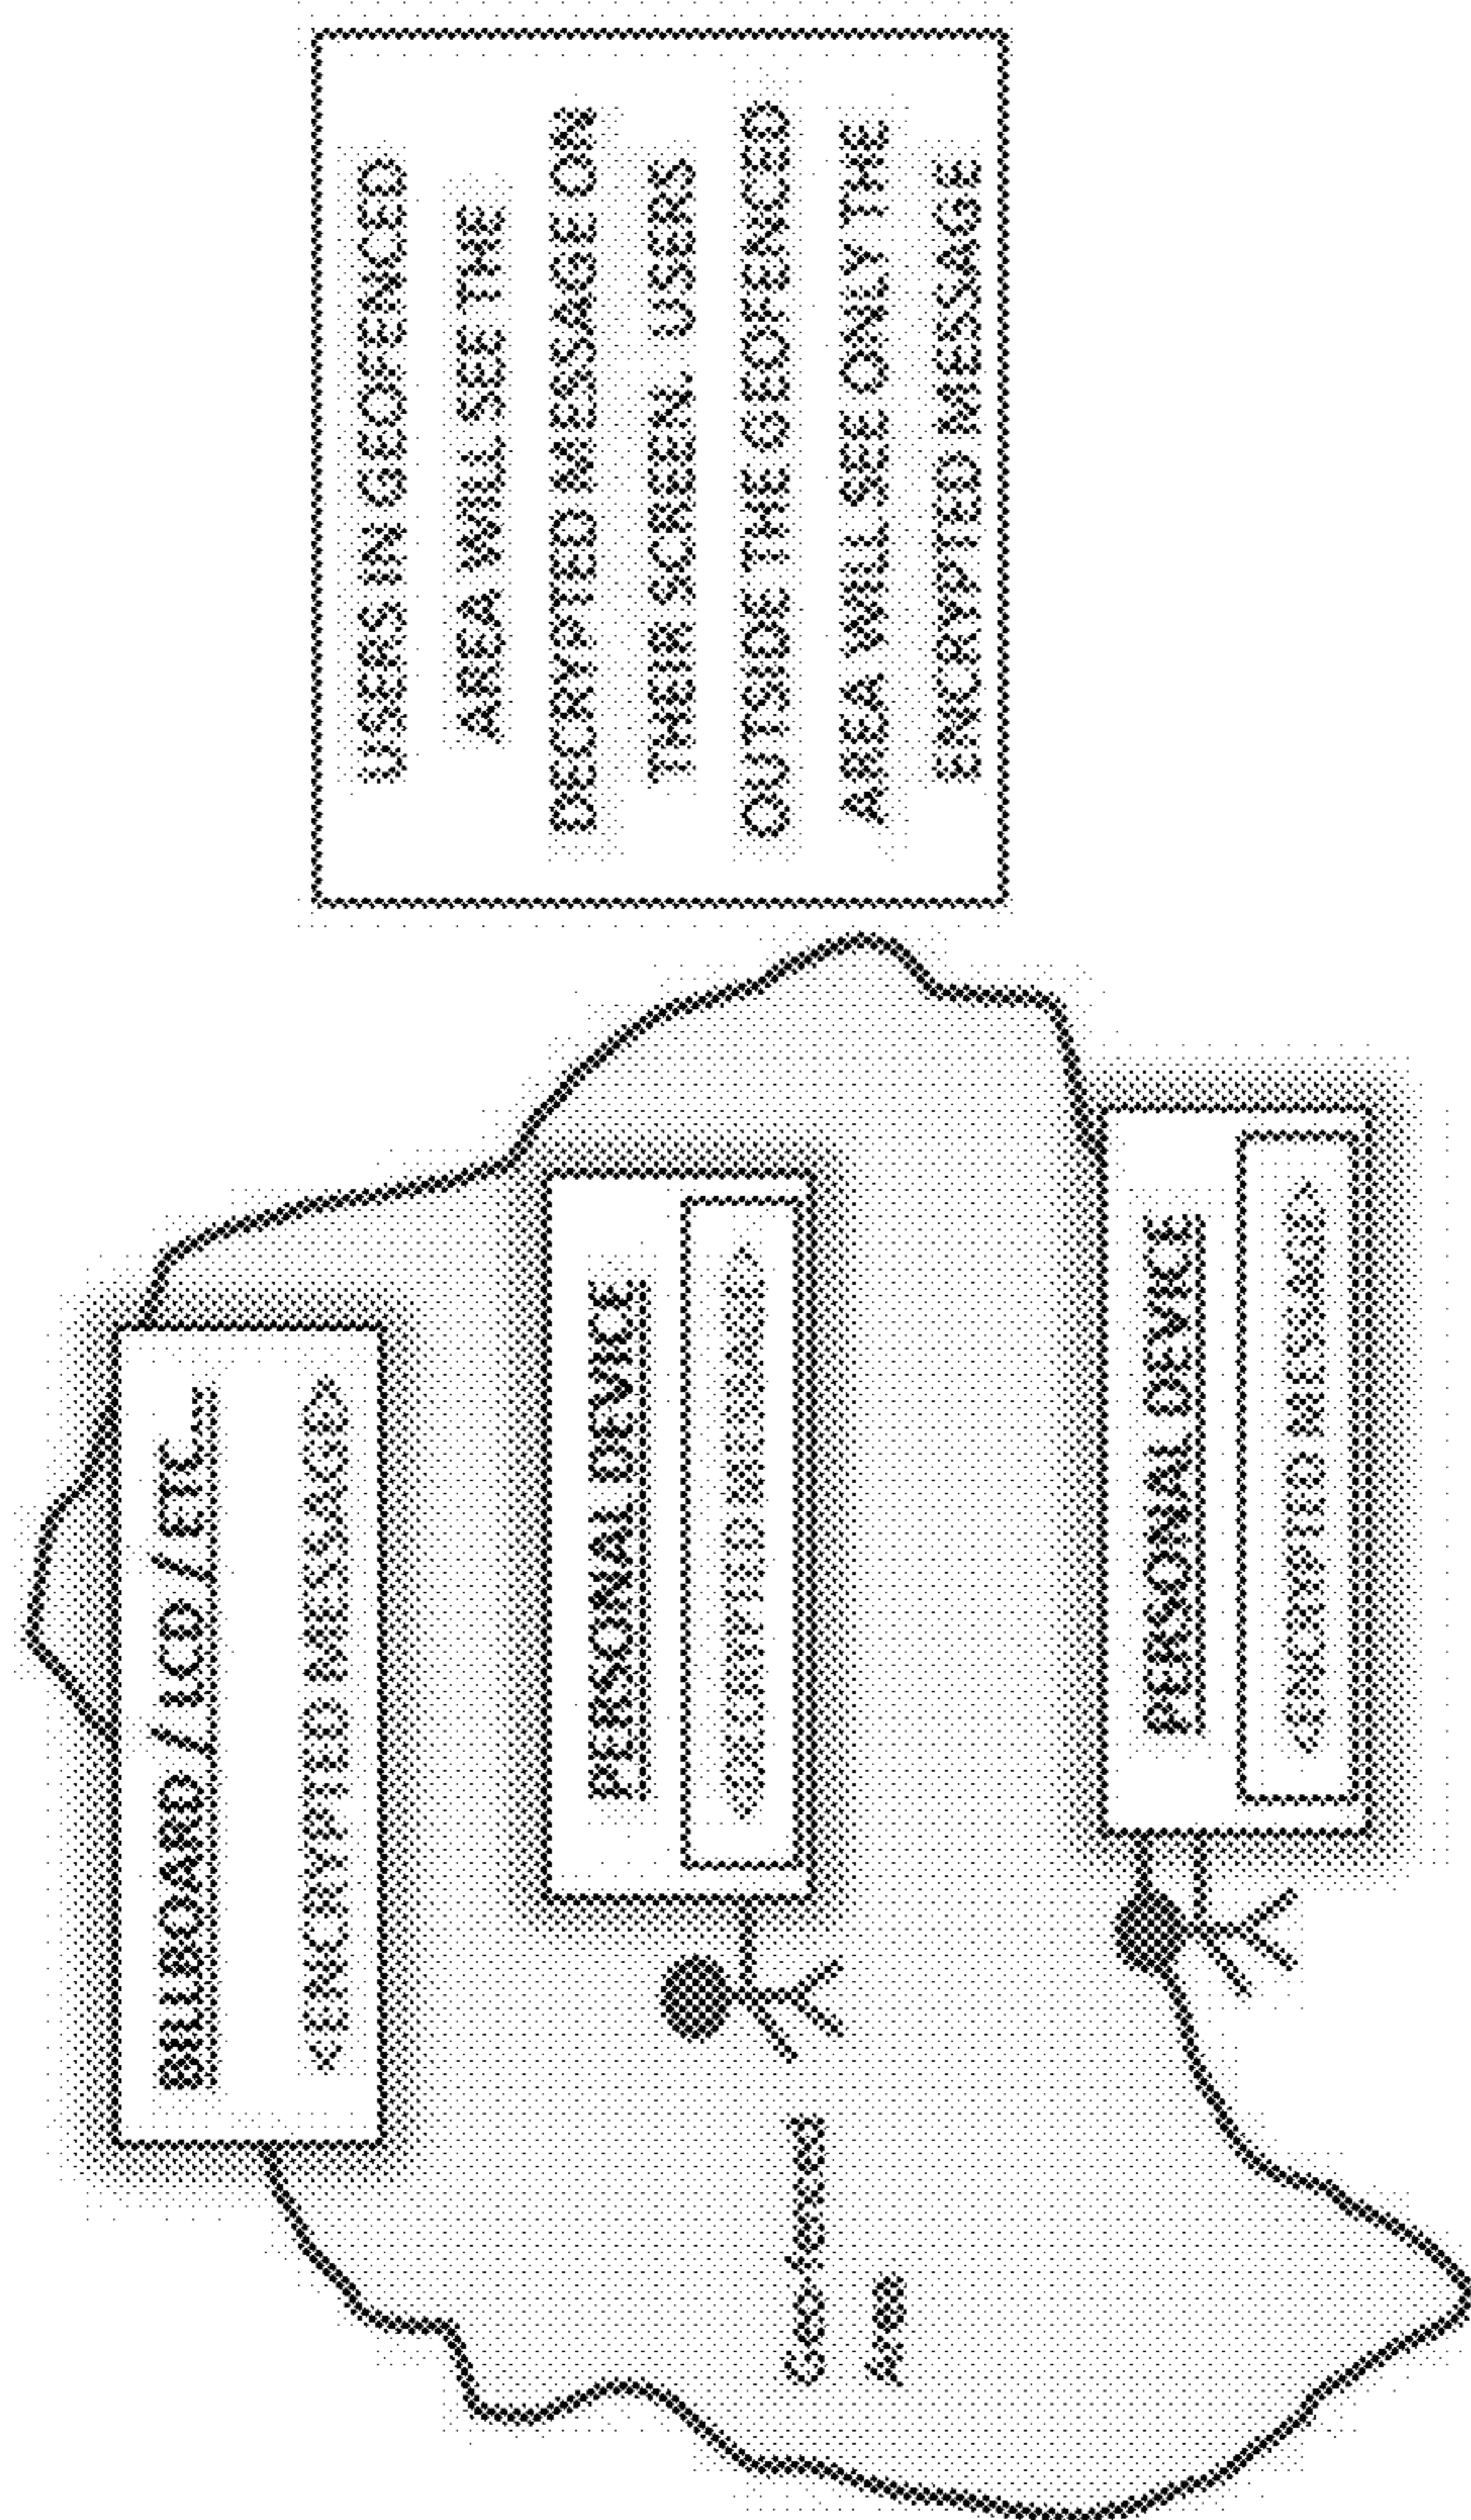 BILLBOARD / LCD / ETC...
<ENCRYPTED MESSAGE>
PERSONAL DEVICE
<DECRYPTED MESSAGE>
Geo-fenced
Area
PERSONAL DEVICE
<ENCRYPTED MESSAGE>
USERS IN GEOFENCED
AREA WILL SEE THE
DECRYPTED MESSAGE ON
THEIR SCREEN. USERS
OUTSIDE THE GEOFENCED
AREA WILL SEE ONLY THE
ENCRYPTED MESSAGE